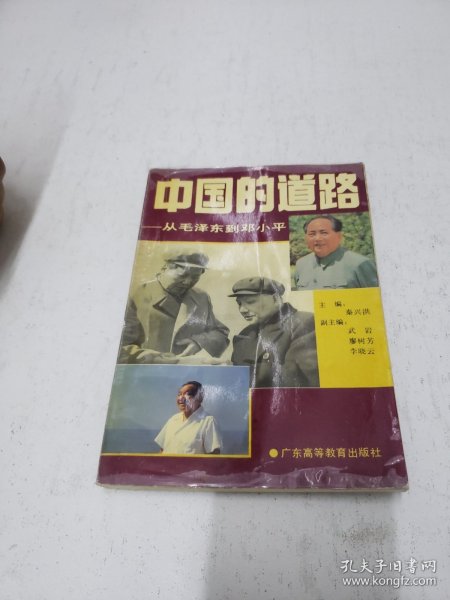 中国的道路
——从毛泽东到邓小平
主编：
秦兴洪
副主编：
武岩
廖树芳
李晓云
●广东高等教育出版社
孔夫子旧书网
www.kongfz.com